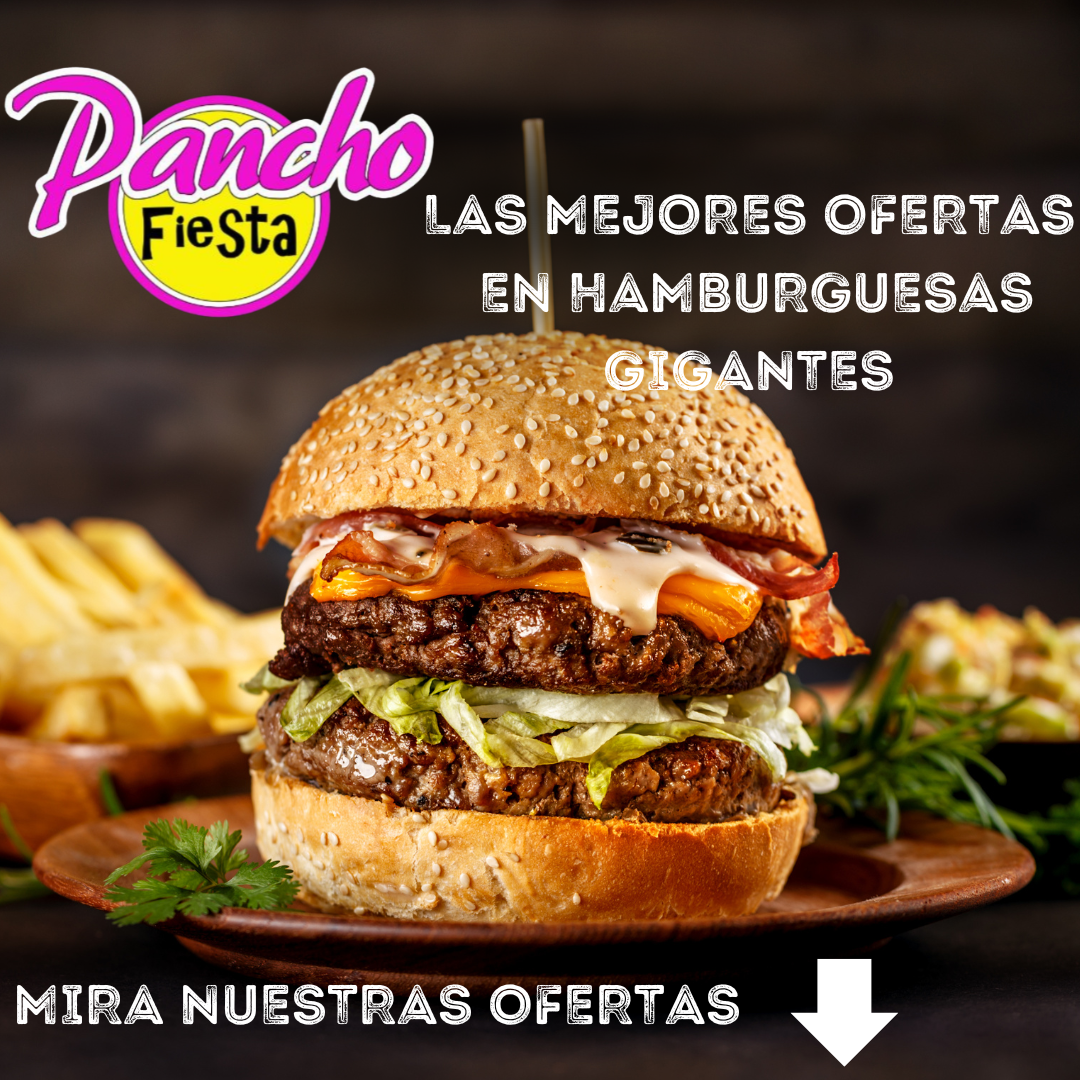 Pancho
Fiesta
LAS MEJORES OFERTAS
EN HAMBURGUESAS
GIGANTES
MIRA NUESTRAS OFERTAS